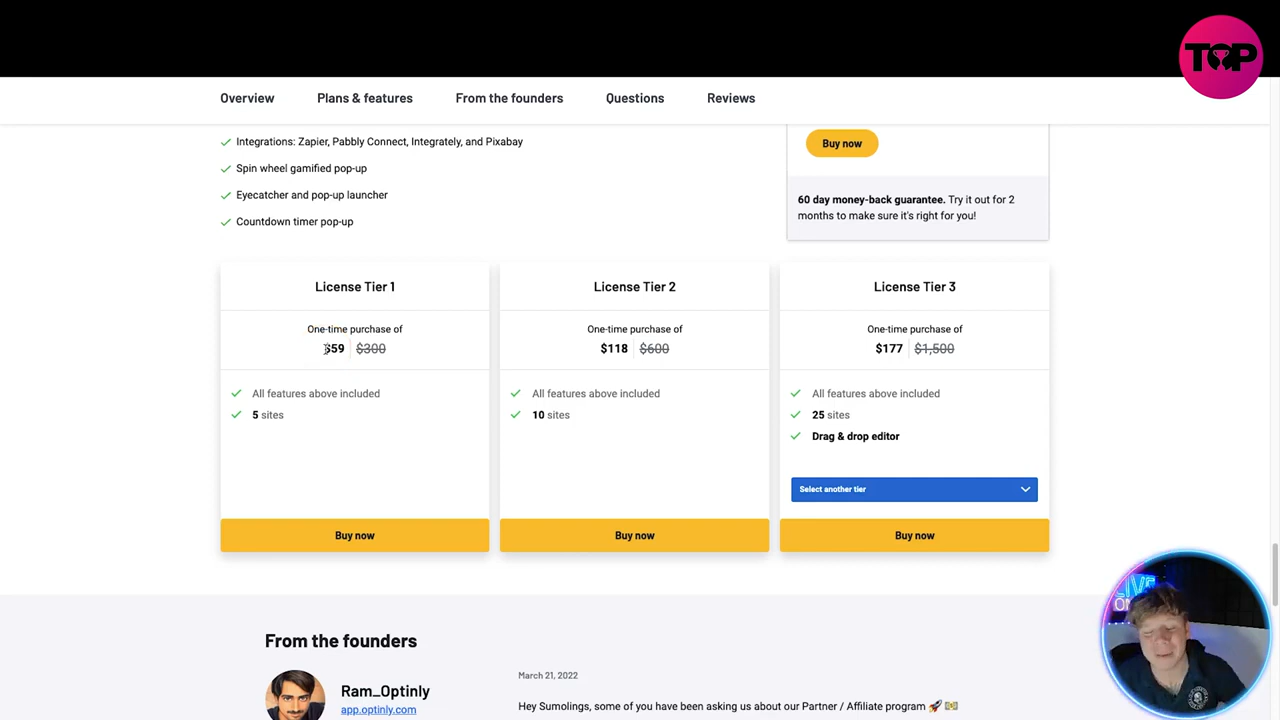 TOP
Overview
Plans & features
From the founders
Questions
Reviews
Integrations: Zapier, Pabbly Connect, Integrately, and Pixabay
Spin wheel gamified pop-up
Eyecatcher and pop-up launcher
Countdown timer pop-up
Buy now
60 day money-back guarantee. Try it out for 2
months to make sure it's right for you!
License Tier 1
One-time purchase of
$59 $300
All features above included
5 sites
Buy now
License Tier 2
One-time purchase of
$118 $600
All features above included
10 sites
Buy now
License Tier 3
One-time purchase of
$177 $1,500
All features above included
25 sites
Drag & drop editor
Select another tier
Buy now
From the founders
Ram_Optinly
app.optinly.com
March 21, 2022
Hey Sumolings, some of you have been asking us about our Partner / Affiliate program 🚀 💵
LIVE